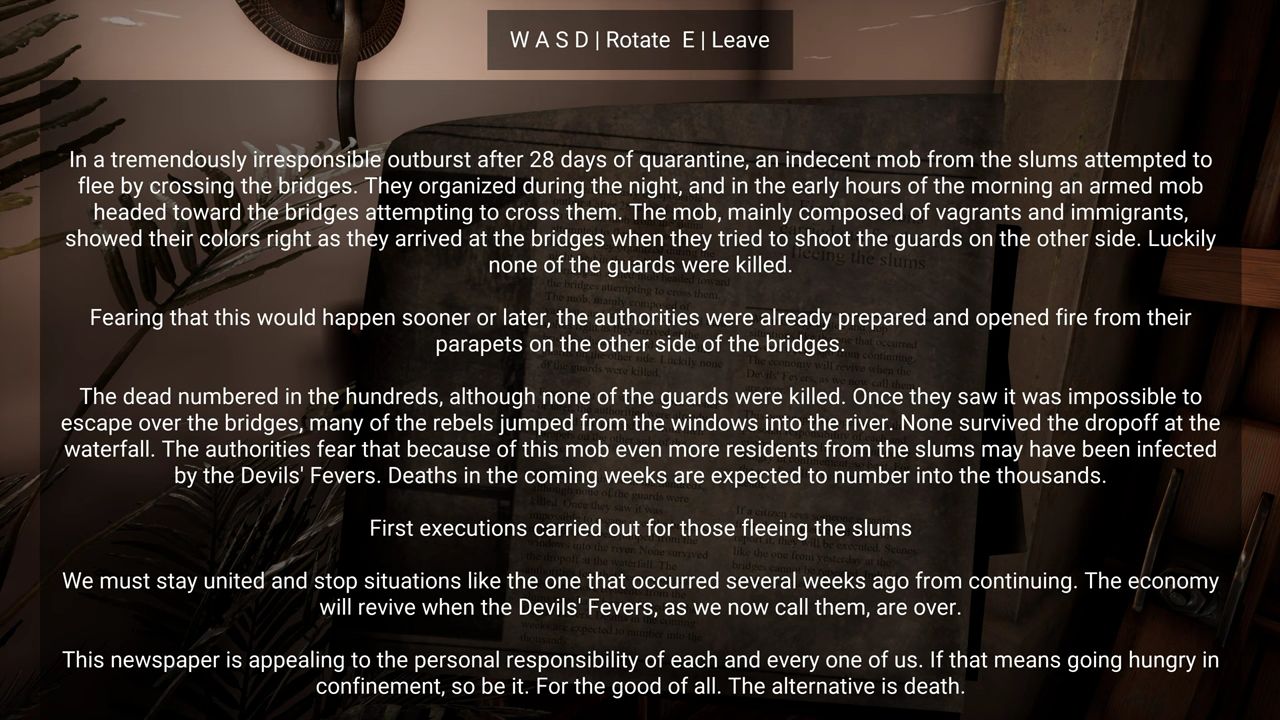 W A S D | Rotate E | Leave
In a tremendously irresponsible outburst after 28 days of quarantine, an indecent mob from the slums attempted to
flee by crossing the bridges. They organized during the night, and in the early hours of the morning an armed mob
headed toward the bridges attempting to cross them. The mob, mainly composed of vagrants and immigrants,
showed their colors right as they arrived at the bridges when they tried to shoot the guards on the other side. Luckily
none of the guards were killed.
Fearing that this would happen sooner or later, the authorities were already prepared and opened fire from their
parapets on the other side of the bridges.
The dead numbered in the hundreds, although none of the guards were killed. Once they saw it was impossible to
escape over the bridges, many of the rebels jumped from the windows into the river. None survived the dropoff at the
waterfall. The authorities fear that because of this mob even more residents from the slums may have been infected
by the Devils' Fevers. Deaths in the coming weeks are expected to number into the thousands.
First executions carried out for those fleeing the slums
We must stay united and stop situations like the one that occurred several weeks ago from continuing. The economy
will revive when the Devils' Fevers, as we now call them, are over.
This newspaper is appealing to the personal responsibility of each and every one of us. If that means going hungry in
confinement, so be it. For the good of all. The alternative is death.